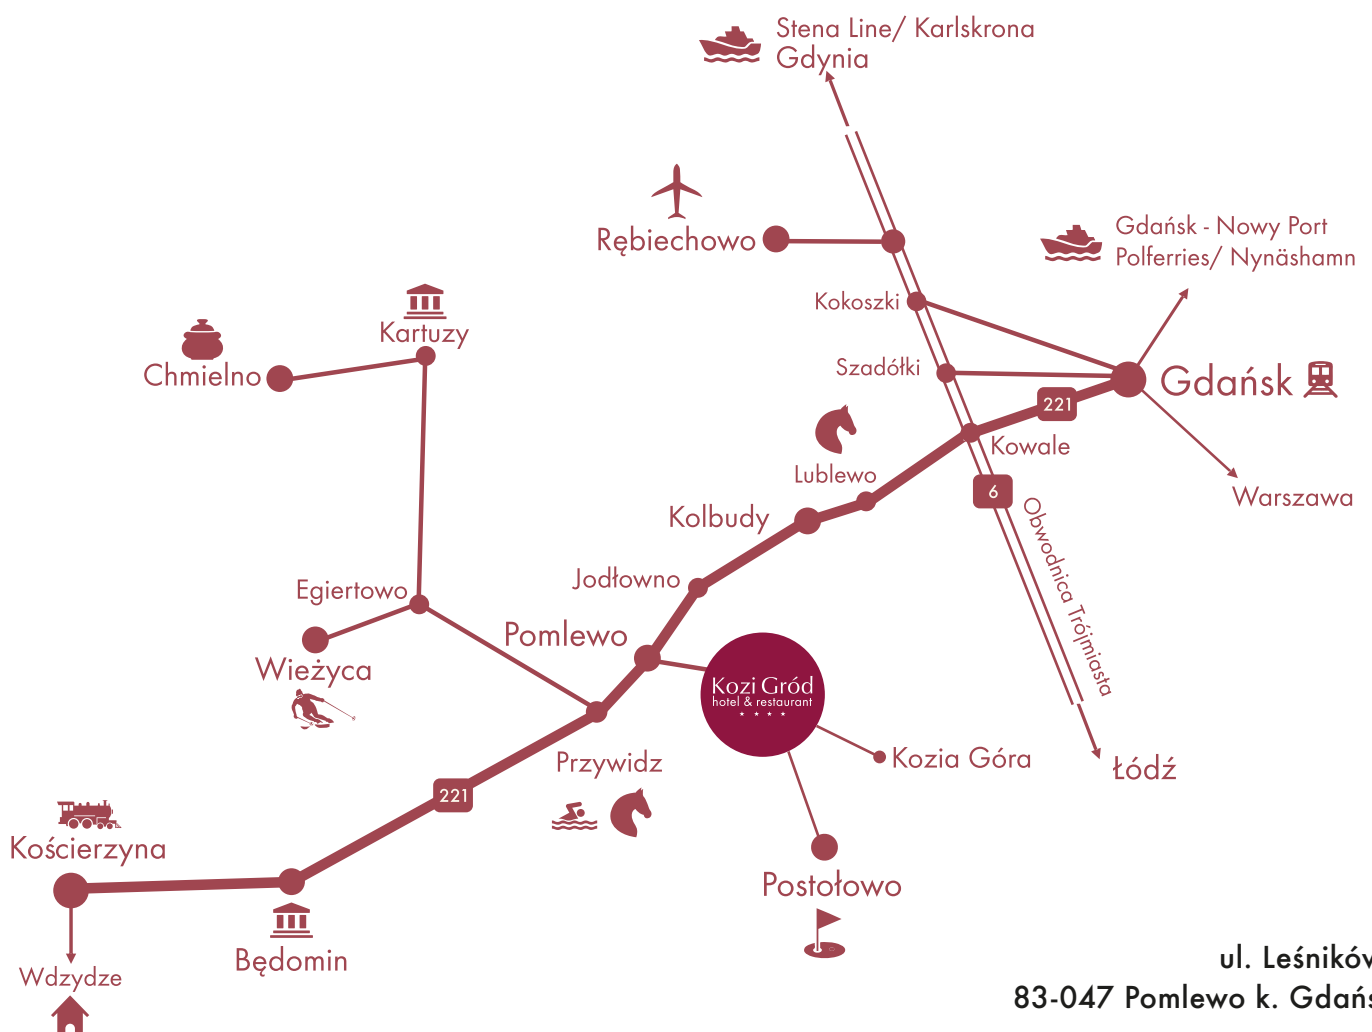 Stena Line/ Karlskrona
Gdynia
Rębiechowo
Gdańsk - Nowy Port
Polferries/ Nynäshamn
Kokoszki
Kartuzy
Chmielno
Szadółki
Gdańsk
221
Kowale
Lublewo
6
Warszawa
Kolbudy
Obwodnica Trójmiasta
Jodłowno
Egiertowo
Pomlewo
Wieżyca
Kozi Gród
hotel & restaurant
Przywidz
Kozia Góra
Łódź
221
Kościerzyna
Postołowo
Będomin
Wdzydze
ul. Leśników
83-047 Pomlewo k. Gdańs